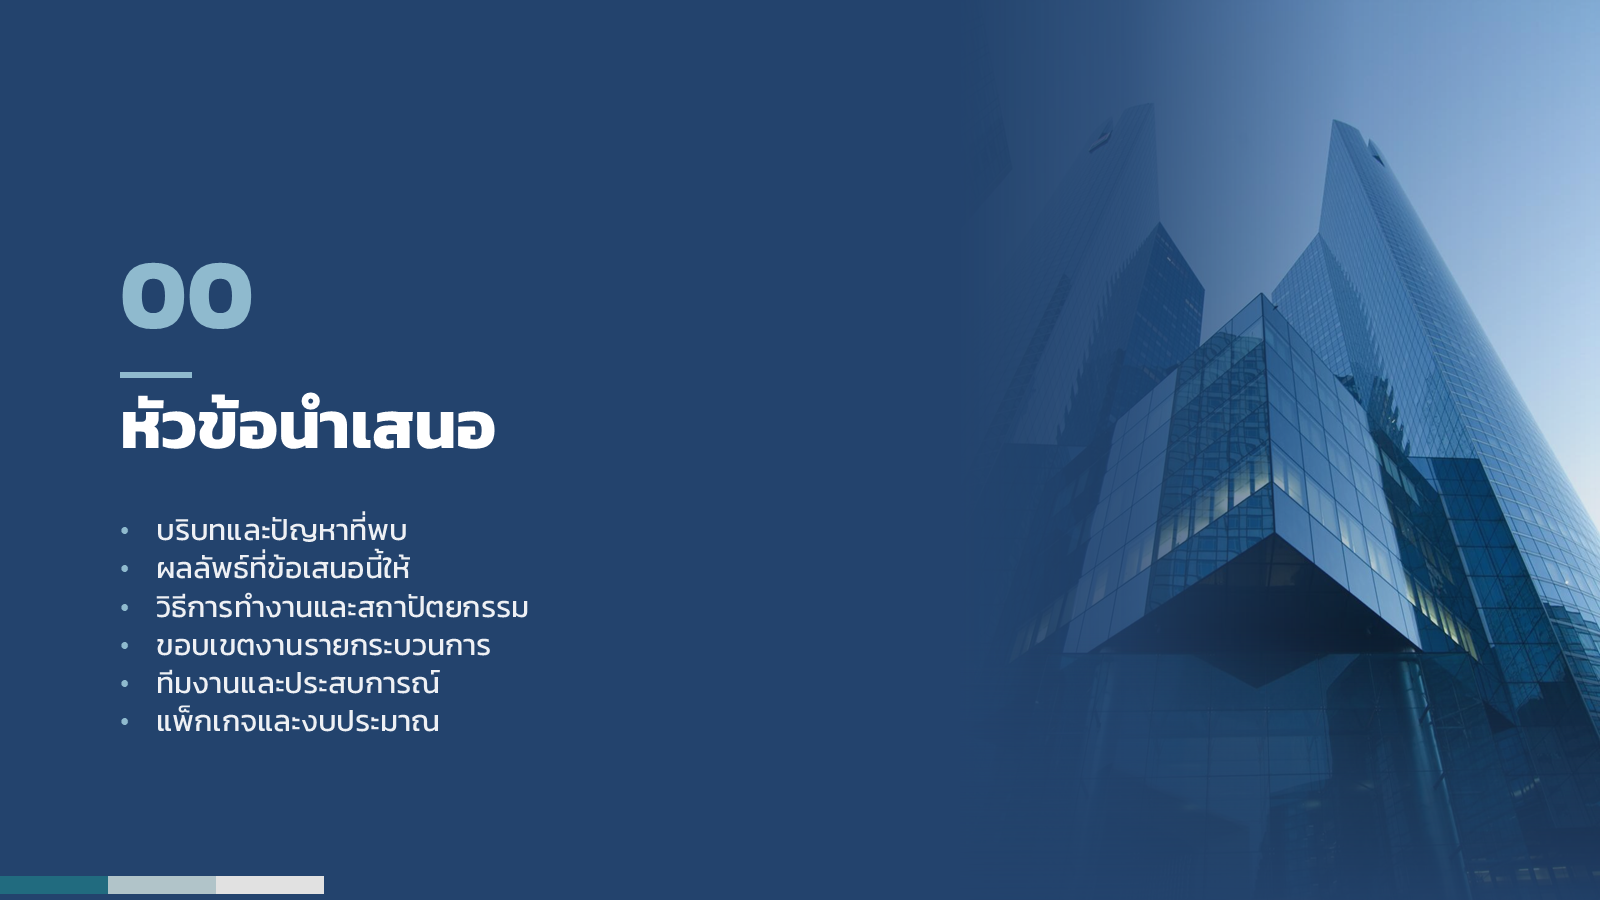 00
หัวข้อนำเสนอ
• บริบทและปัญหาที่พบ
• ผลลัพธ์ที่ข้อเสนอนี้ให้
• วิธีการทำงานและสถาปัตยกรรม
• ขอบเขตงานรายกระบวนการ
• ทีมงานและประสบการณ์
• แพ็กเกจและงบประมาณ